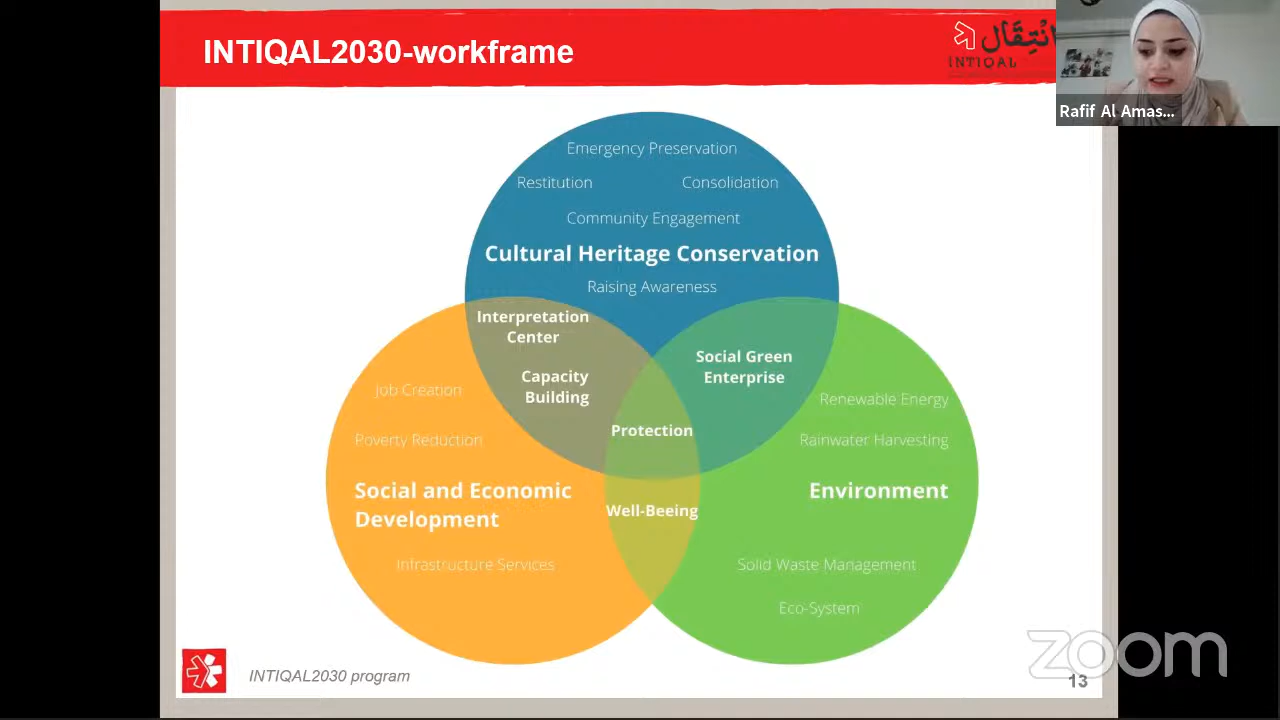 INTIQAL2030-workframe
انْتِقَال
INTIQAL
Rafif Al Amas...
Emergency Preservation
Restitution
Consolidation
Community Engagement
Cultural Heritage Conservation
Raising Awareness
Interpretation
Center
Capacity
Building
Social Green
Enterprise
Protection
Job Creation
Poverty Reduction
Social and Economic
Development
Infrastructure Services
Well-Beeing
Renewable Energy
Rainwater Harvesting
Environment
Solid Waste Management
Eco-System
INTIQAL2030 program
zoom
13